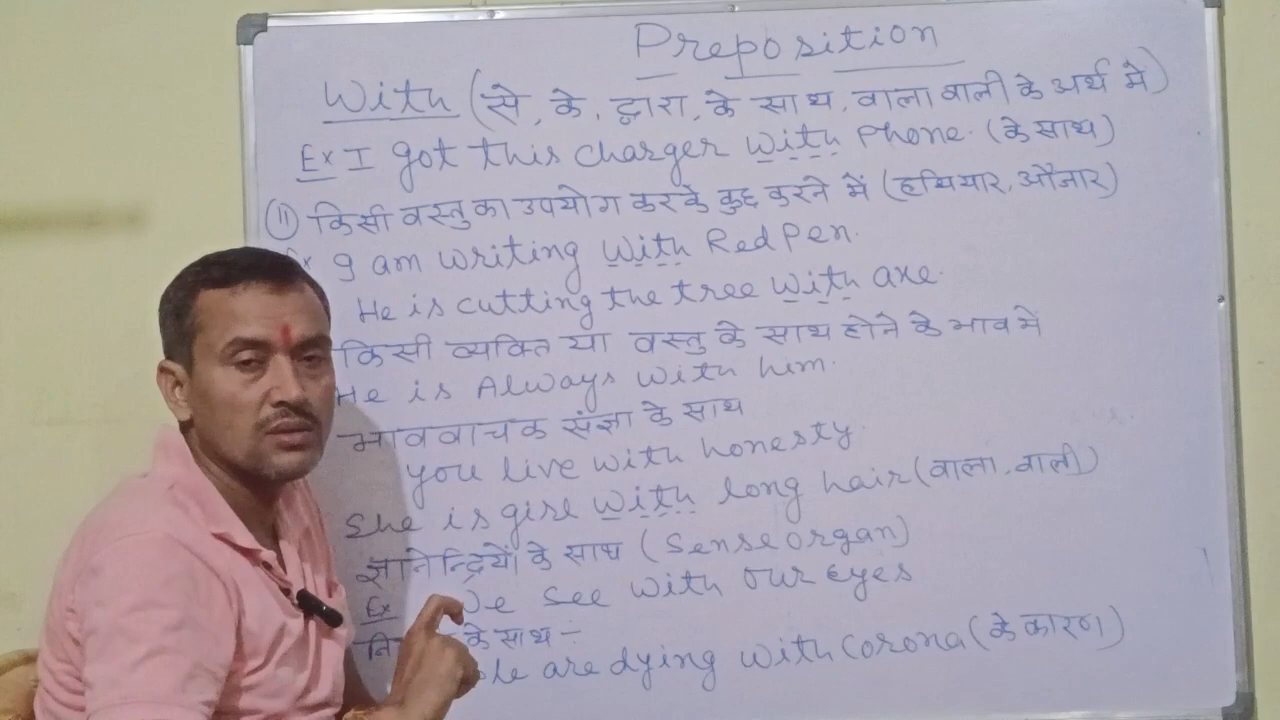 Preposition
With (से, के, द्वारा, के साथ, वाला वाली के अर्थ मे)
Ex I got this charger with Phone. (के साथ)
(II) किसी वस्तु का उपयोग करके कुछ करने में (हथियार, औजार)
I am writing with Red Pen.
He is cutting the tree with axe.
किसी व्यक्ति या वस्तु के साथ होने के भाव में
He is Always with him.
भाववाचक संज्ञा के साथ
you live with honesty
She is girl with long hair (वाला, वाली)
ज्ञानेन्द्रियों के साथ (Sense organ)
Ex We see with our eyes
के साथ -
are dying with Corona (के कारण)